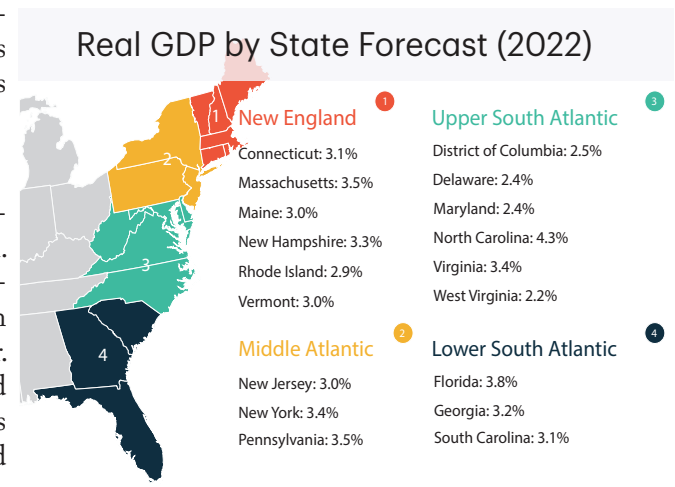 Real GDP by State Forecast (2022)
1
2
3
4
New England 1
Connecticut: 3.1%
Massachusetts: 3.5%
Maine: 3.0%
New Hampshire: 3.3%
Rhode Island: 2.9%
Vermont: 3.0%
Middle Atlantic 2
New Jersey: 3.0%
New York: 3.4%
Pennsylvania: 3.5%
Upper South Atlantic 3
District of Columbia: 2.5%
Delaware: 2.4%
Maryland: 2.4%
North Carolina: 4.3%
Virginia: 3.4%
West Virginia: 2.2%
Lower South Atlantic 4
Florida: 3.8%
Georgia: 3.2%
South Carolina: 3.1%